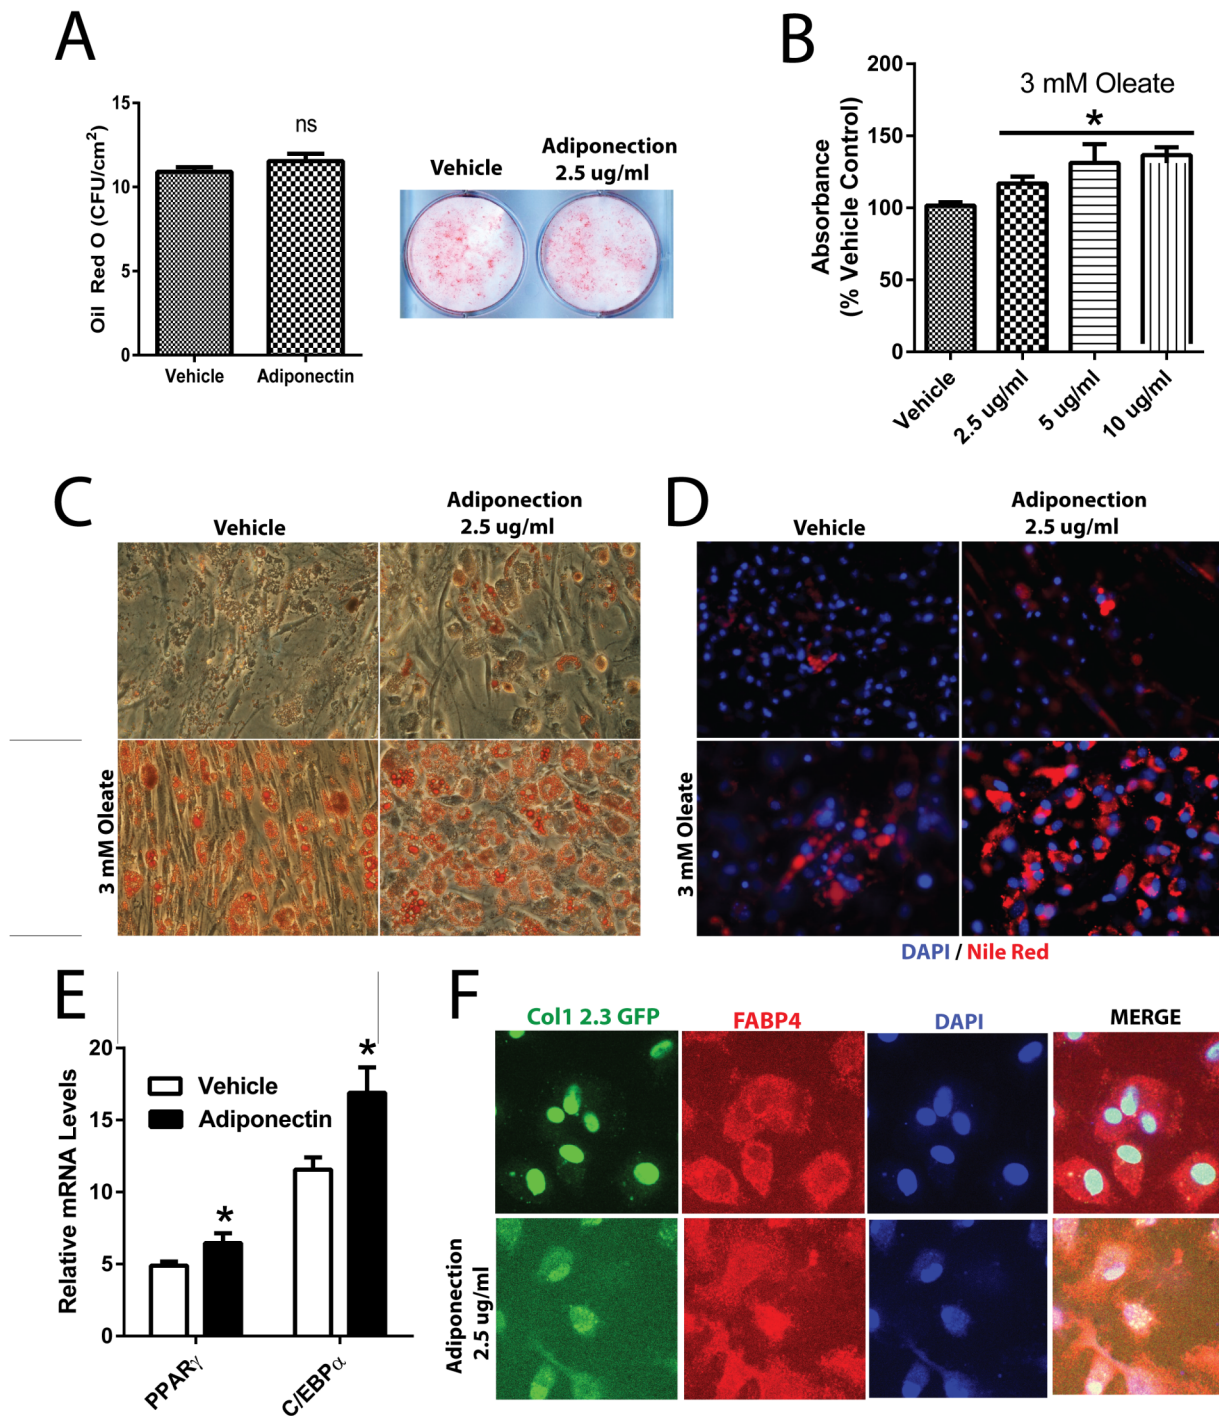 A
Oil Red O (CFU/cm²)
15
10
5
0
ns
Vehicle
Adiponectin
Vehicle
Adiponection
2.5 ug/ml
B
Absorbance
(% Vehicle Control)
200
150
100
50
0
3 mM Oleate
*
Vehicle
2.5 ug/ml
5 ug/ml
10 ug/ml
C
Vehicle
Adiponection
2.5 ug/ml
3 mM Oleate
D
Vehicle
Adiponection
2.5 ug/ml
3 mM Oleate
DAPI / Nile Red
E
Relative mRNA Levels
20
15
10
5
0
Vehicle
Adiponectin
*
*
PPARγ
C/EBPα
F
Col1 2.3 GFP
FABP4
DAPI
MERGE
Adiponection
2.5 ug/ml